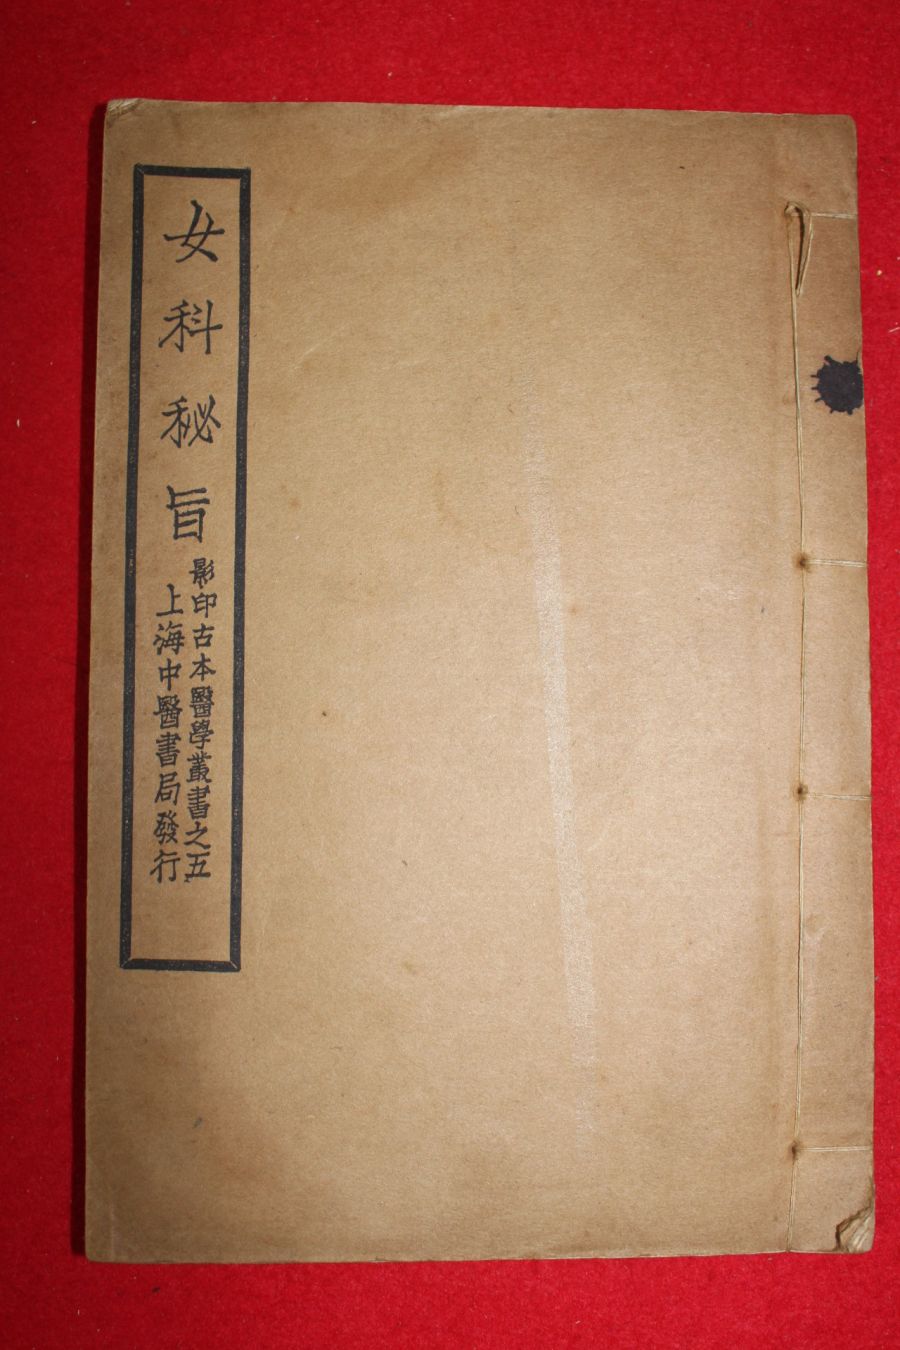 女科秘旨
影印古本醫學叢書之五
上海中醫書局發行